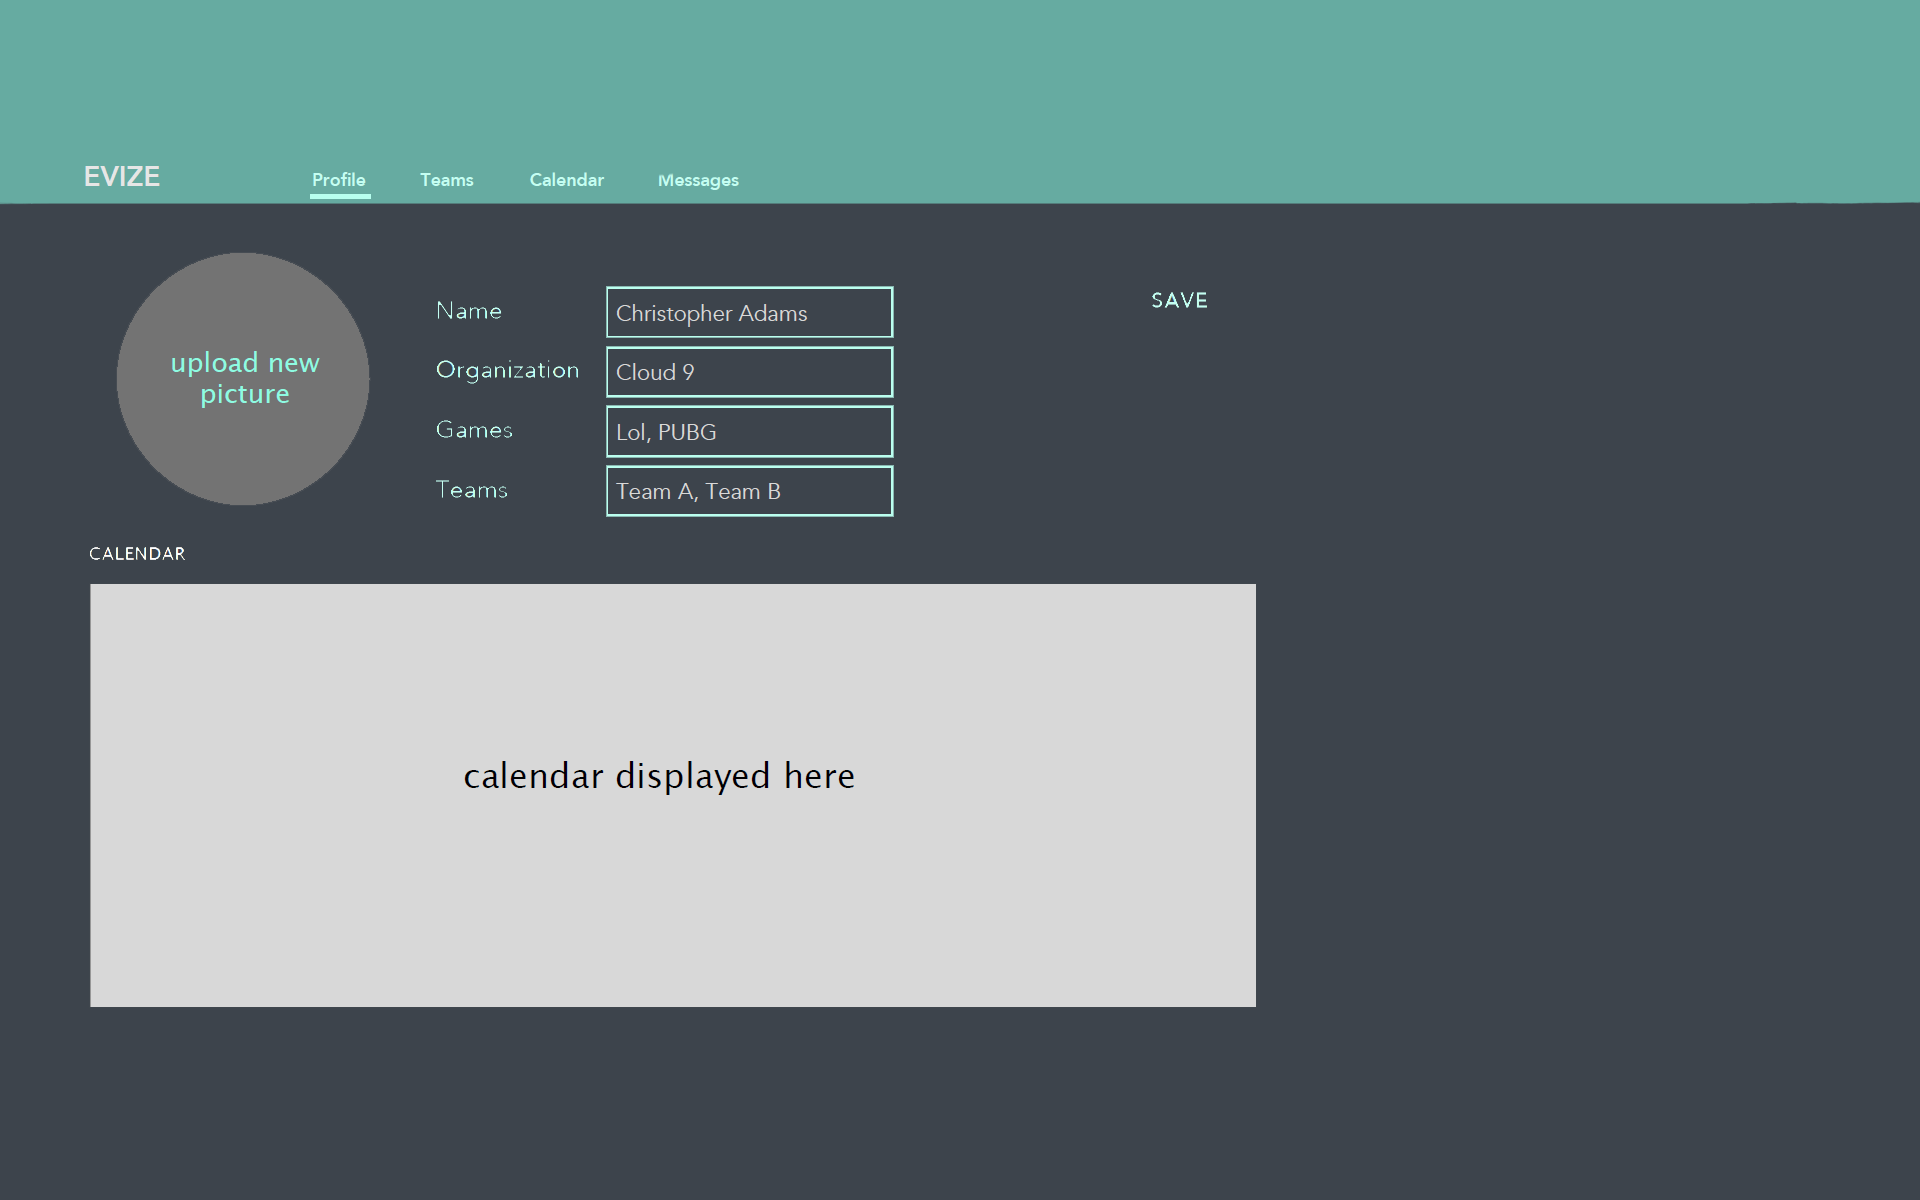 EVIZE
Profile
Teams
Calendar
Messages
Name
Christopher Adams
SAVE
upload new
picture
Organization
Cloud 9
Games
Lol, PUBG
Teams
Team A, Team B
CALENDAR
calendar displayed here